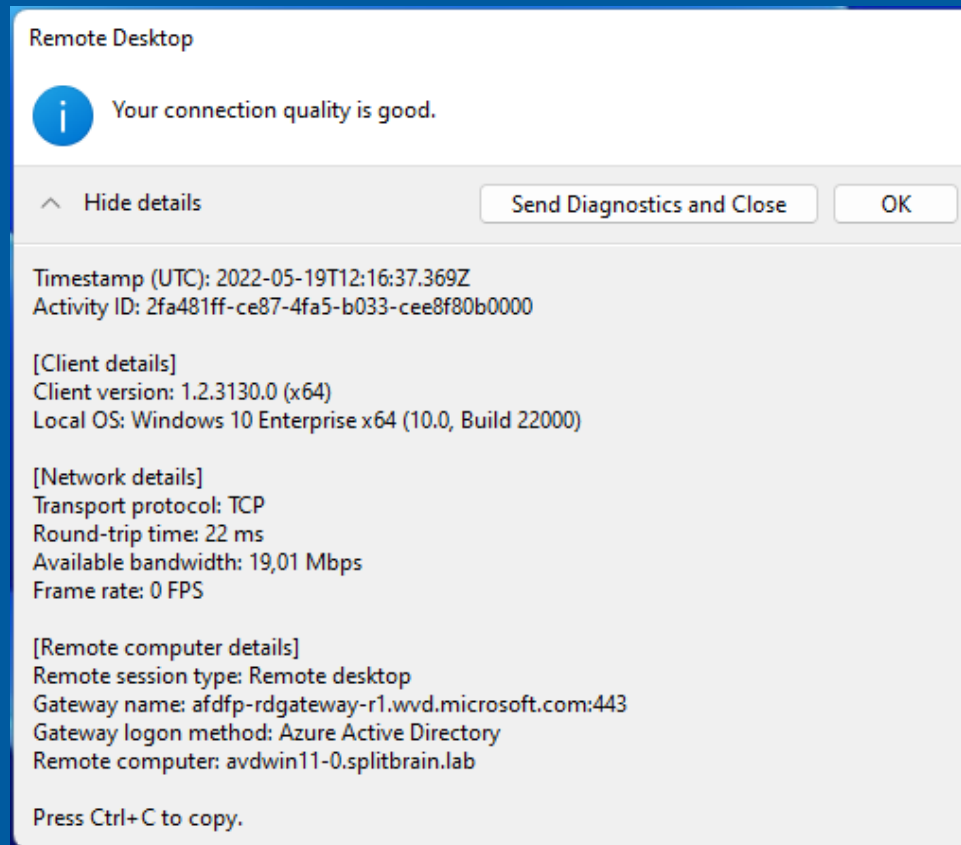 Remote Desktop
Your connection quality is good.
Hide details
Send Diagnostics and Close
OK
Timestamp (UTC): 2022-05-19T12:16:37.369Z
Activity ID: 2fa481ff-ce87-4fa5-b033-cee8f80b0000
[Client details]
Client version: 1.2.3130.0 (x64)
Local OS: Windows 10 Enterprise x64 (10.0, Build 22000)
[Network details]
Transport protocol: TCP
Round-trip time: 22 ms
Available bandwidth: 19,01 Mbps
Frame rate: 0 FPS
[Remote computer details]
Remote session type: Remote desktop
Gateway name: afdfp-rdgateway-r1.wvd.microsoft.com:443
Gateway logon method: Azure Active Directory
Remote computer: avdwin11-0.splitbrain.lab
Press Ctrl+C to copy.